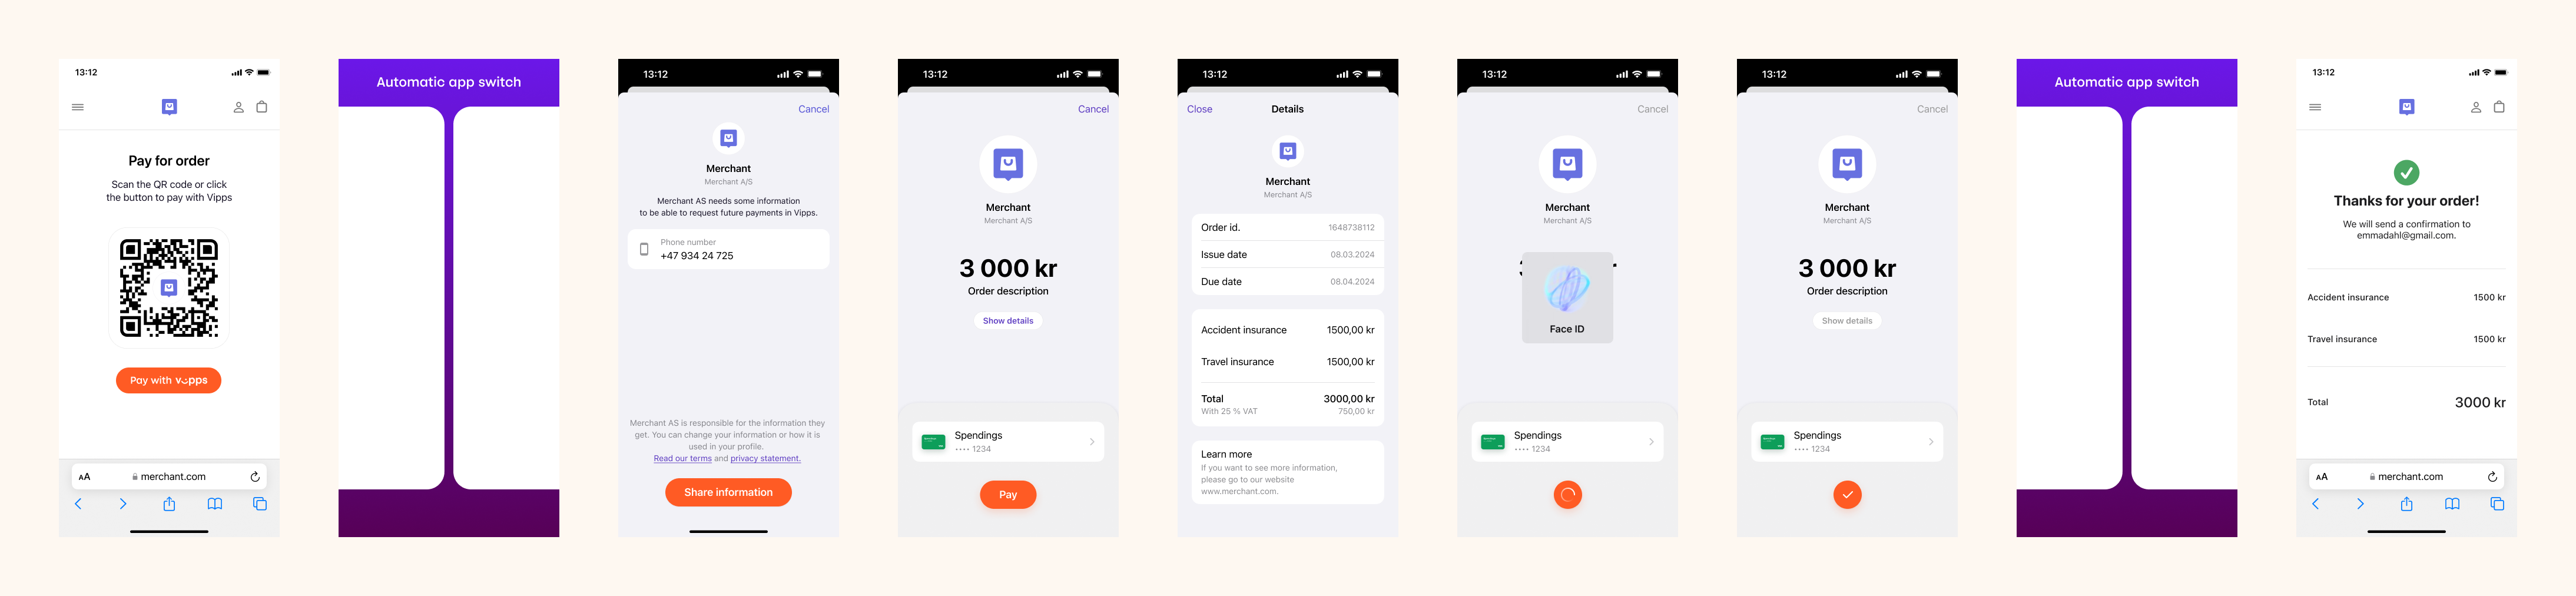 13:12
Pay for order
Scan the QR code or click
the button to pay with Vipps
Pay with vipps
AA
merchant.com
Automatic app switch
13:12
Cancel
Merchant
Merchant A/S
Merchant AS needs some information
to be able to request future payments in Vipps.
Phone number
+47 934 24 725
Merchant AS is responsible for the information they
get. You can change your information or how it is
used in your profile.
Read our terms and privacy statement.
Share information
13:12
Cancel
Merchant
Merchant A/S
3 000 kr
Order description
Show details
Spendings
•••• 1234
Pay
13:12
Close Details
Merchant
Merchant A/S
Order id. 1648738112
Issue date 08.03.2024
Due date 08.04.2024
Accident insurance 1500,00 kr
Travel insurance 1500,00 kr
Total 3000,00 kr
With 25 % VAT 750,00 kr
Learn more
If you want to see more information,
please go to our website
www.merchant.com.
13:12
Cancel
Merchant
Merchant A/S
Face ID
Spendings
•••• 1234
13:12
Cancel
Merchant
Merchant A/S
3 000 kr
Order description
Show details
Spendings
•••• 1234
Automatic app switch
13:12
Thanks for your order!
We will send a confirmation to
emmadahl@gmail.com.
Accident insurance 1500 kr
Travel insurance 1500 kr
Total 3000 kr
AA
merchant.com